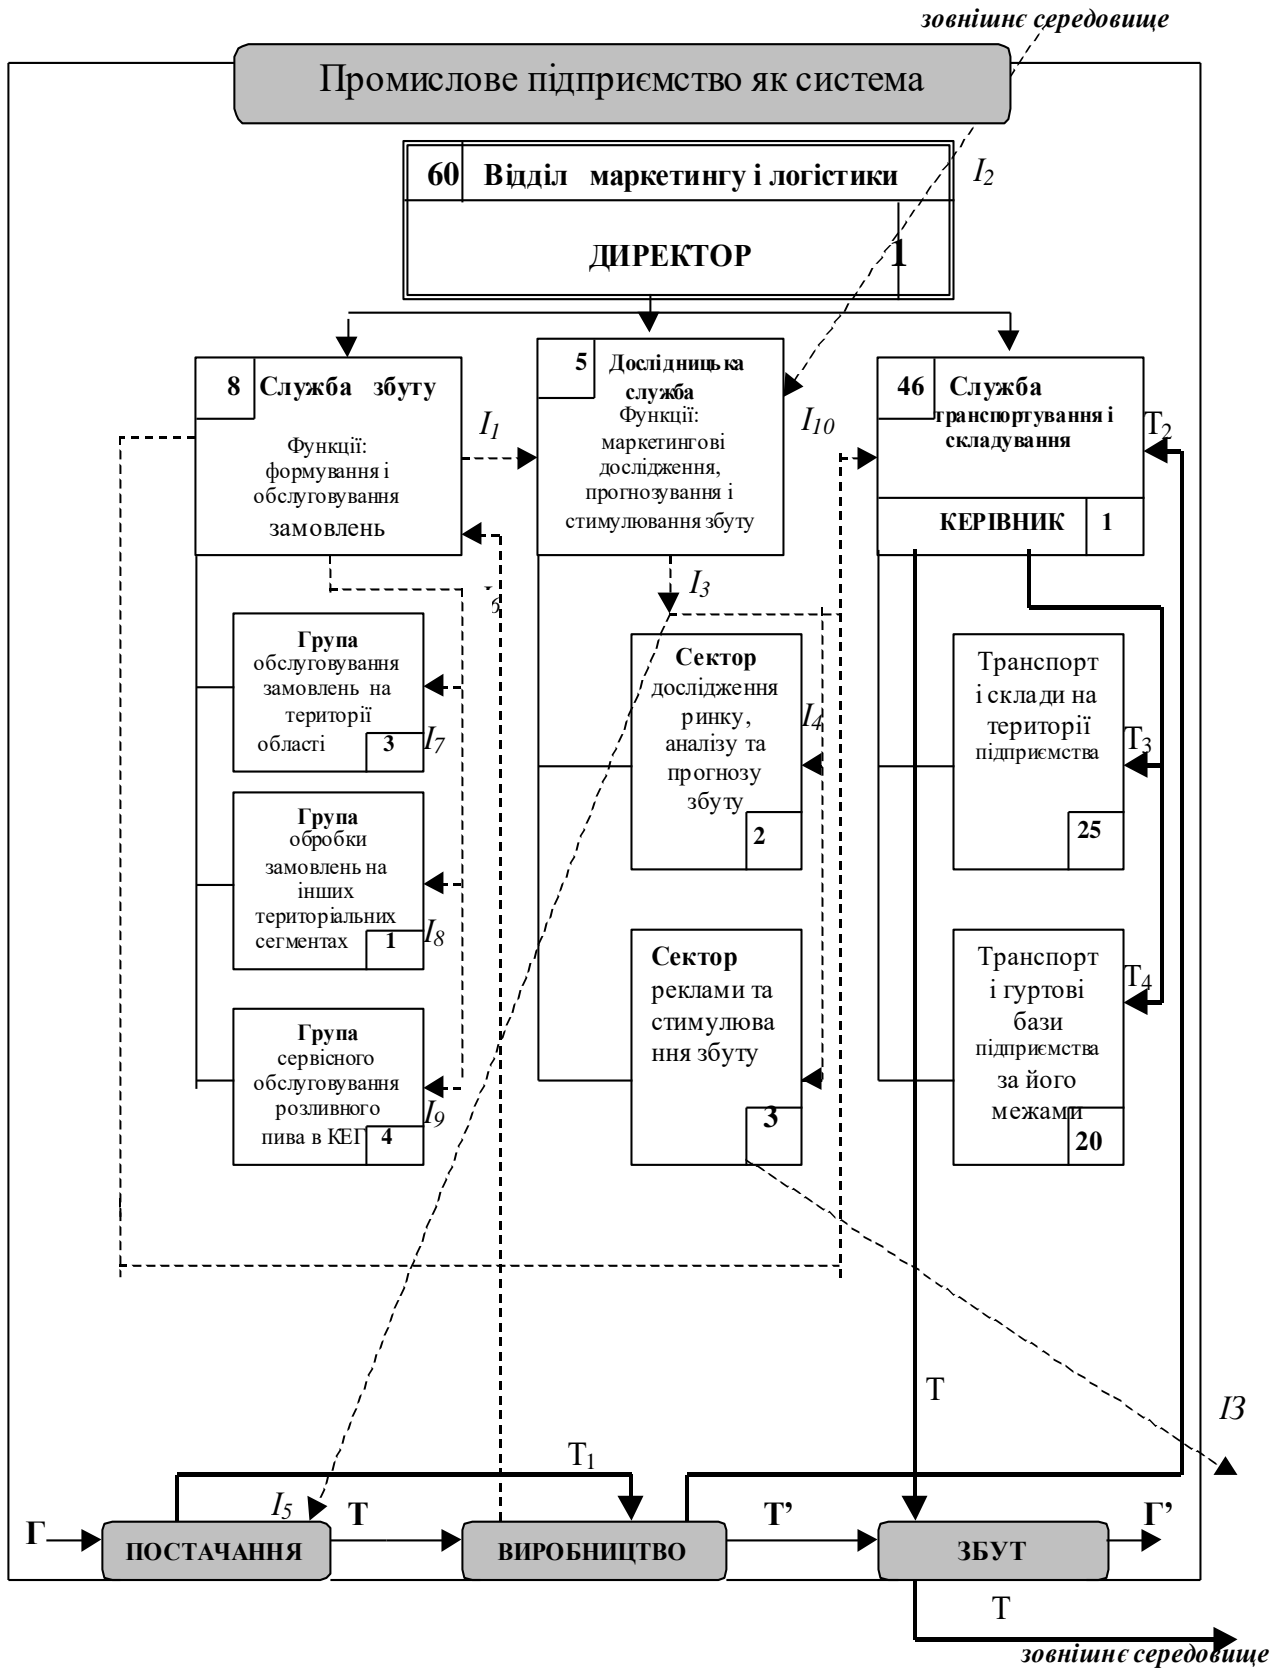 зовнішнє середовище
Промислове підприємство як система
60 Відділ маркетингу і логістики
I2
ДИРЕКТОР 1
8 Служба збуту
Функції:
формування і
обслуговування
замовлень
I1
5 Дослідницька
служба
Функції:
маркетингові
дослідження,
прогнозування і
стимулювання збуту
I10
46 Служба
транспортування і
складування
КЕРІВНИК 1
T2
I6
I3
Група
обслуговування
замовлень на
території
області
3
I7
Сектор
дослідження
ринку,
аналізу та
прогнозу
збуту
2
I4
Транспорт
і склади на
території
підприємства
25
T3
Група
обробки
замовлень на
інших
територіальних
сегментах
1
I8
Сектор
реклами та
стимулюва
ння збуту
3
Транспорт
і гуртові
бази
підприємства
за його
межами
20
T4
Група
сервісного
обслуговування
розливного
пива в КЕГ
4
I9
T
I3
T1
I5
Г
ПОСТАЧАННЯ
T
ВИРОБНИЦТВО
T’
ЗБУТ
Г’
T
зовнішнє середовище